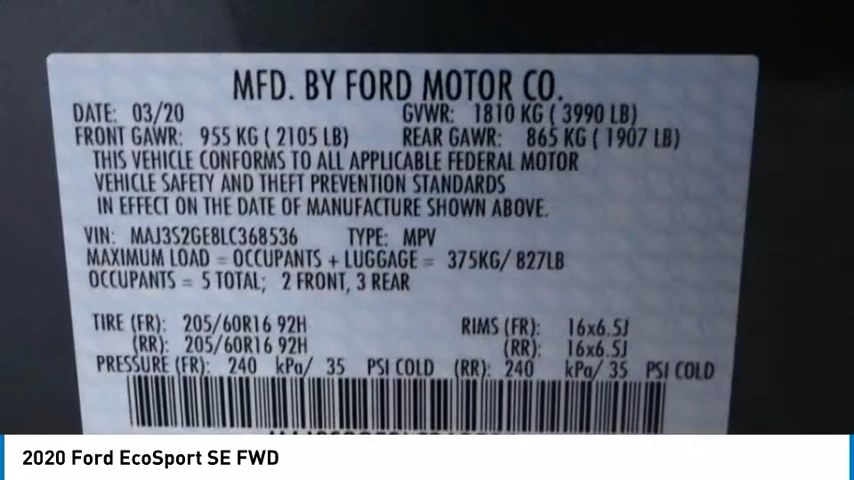 MFD. BY FORD MOTOR CO.
DATE: 03/20 GVWR: 1810 KG ( 3990 LB)
FRONT GAWR: 955 KG ( 2105 LB) REAR GAWR: 865 KG ( 1907 LB)
THIS VEHICLE CONFORMS TO ALL APPLICABLE FEDERAL MOTOR
VEHICLE SAFETY AND THEFT PREVENTION STANDARDS
IN EFFECT ON THE DATE OF MANUFACTURE SHOWN ABOVE.
VIN: MAJ3S2GE8LC368536 TYPE: MPV
MAXIMUM LOAD = OCCUPANTS + LUGGAGE = 375KG/ 827LB
OCCUPANTS = 5 TOTAL; 2 FRONT, 3 REAR
TIRE (FR): 205/60R16 92H RIMS (FR): 16x6.5J
(RR): 205/60R16 92H (RR): 16x6.5J
PRESSURE (FR): 240 kPa/ 35 PSI COLD (RR): 240 kPa/ 35 PSI COLD
2020 Ford EcoSport SE FWD